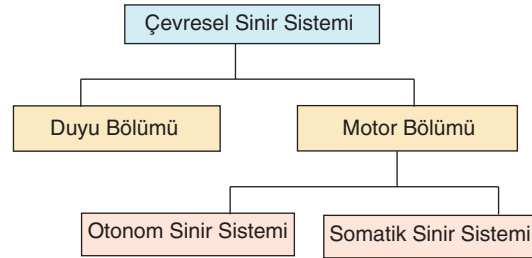 Çevresel Sinir Sistemi
Duyu Bölümü
Motor Bölümü
Otonom Sinir Sistemi
Somatik Sinir Sistemi